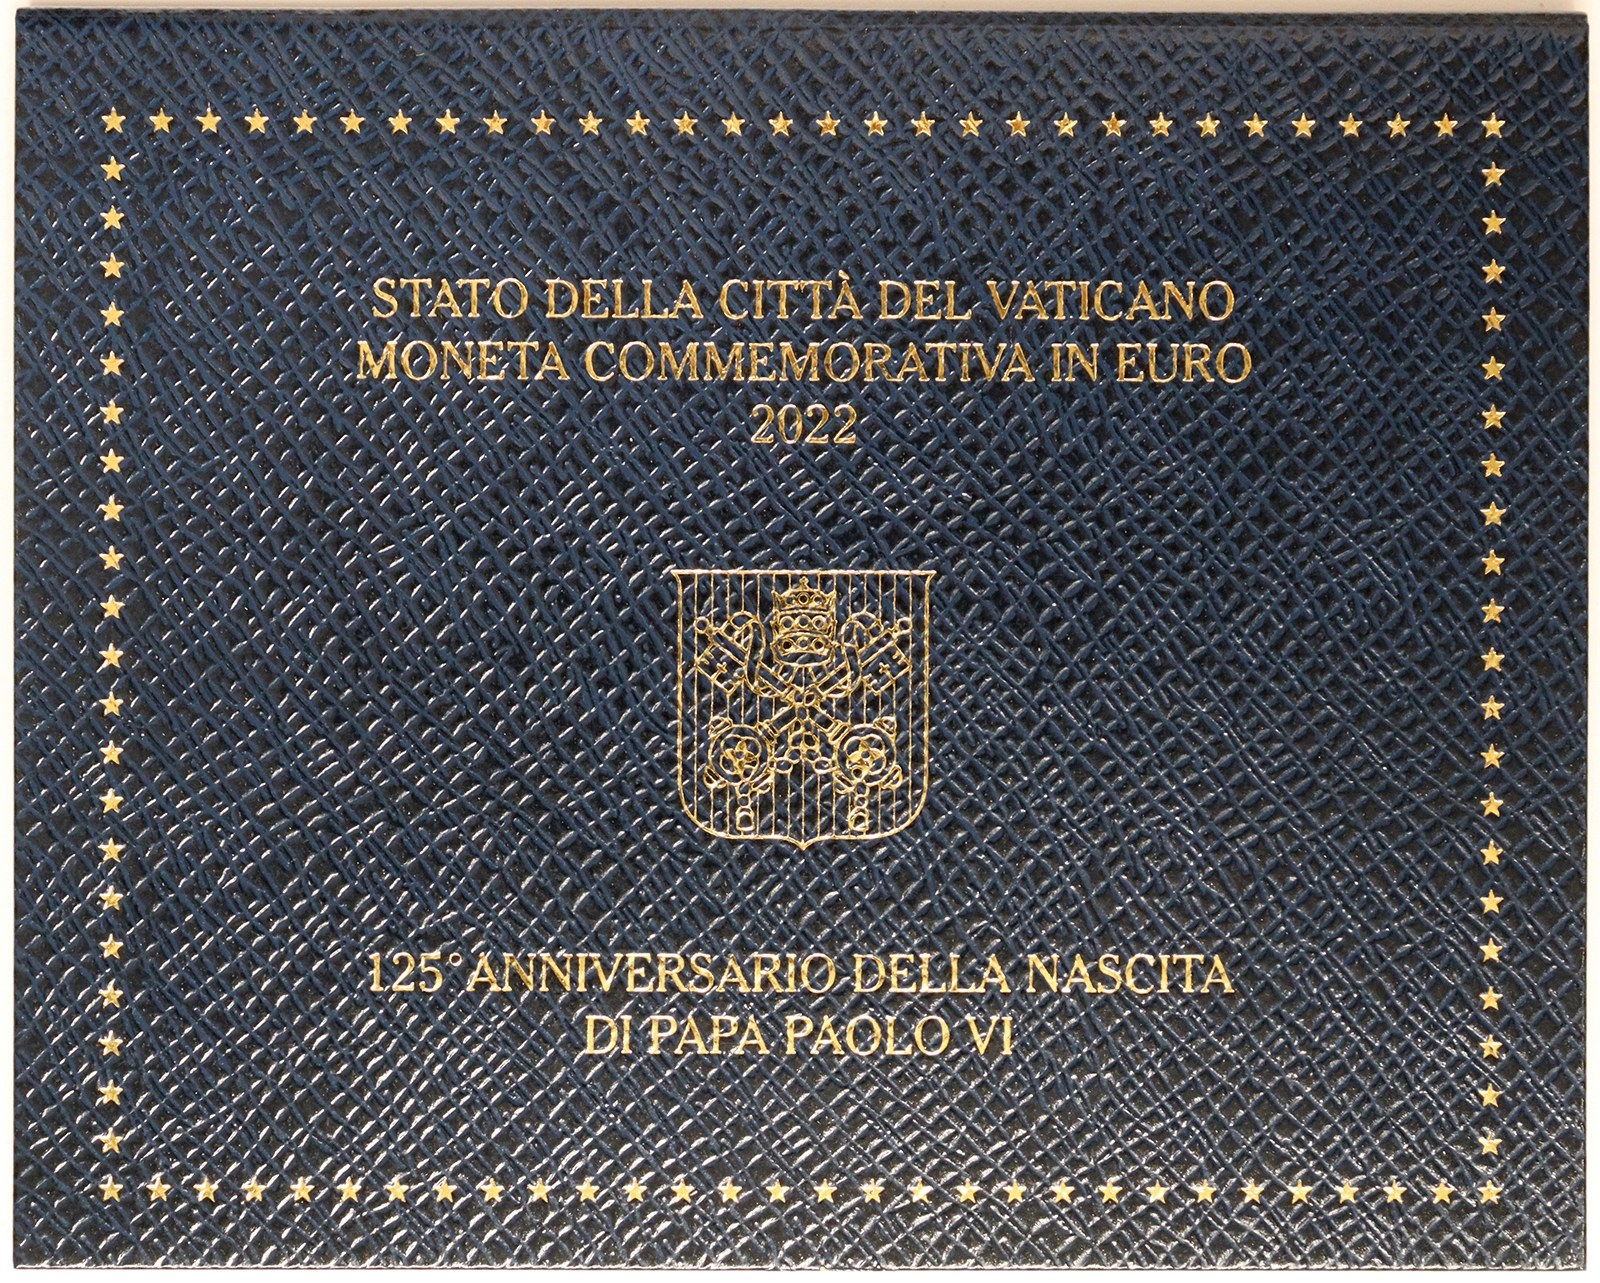 STATO DELLA CITTÀ DEL VATICANO
MONETA COMMEMORATIVA IN EURO
2022
125° ANNIVERSARIO DELLA NASCITA
DI PAPA PAOLO VI